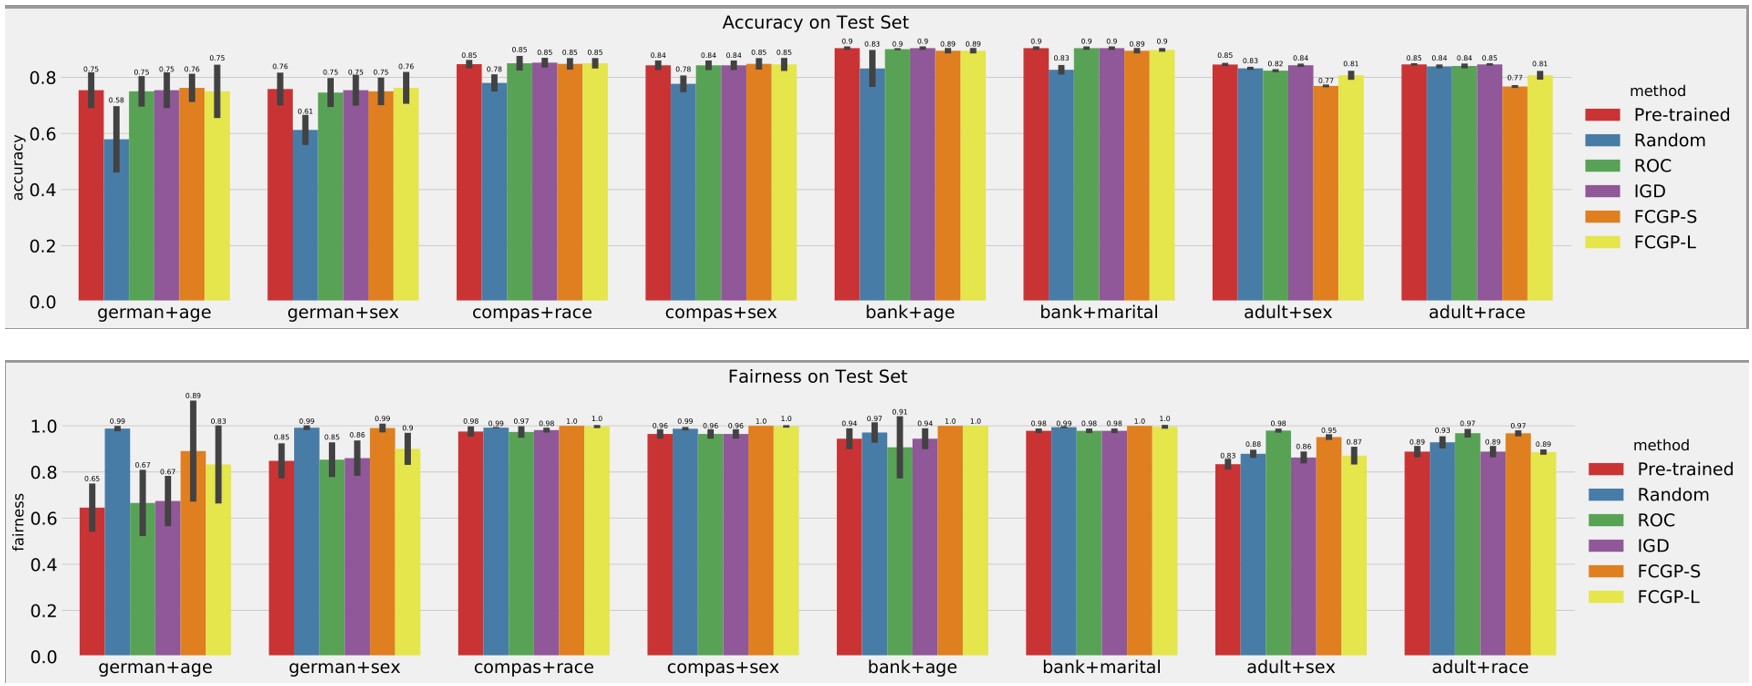 Accuracy on Test Set
accuracy
0.8
0.6
0.4
0.2
0.0
0.75 0.58 0.75 0.75 0.76 0.75
0.76 0.61 0.75 0.75 0.75 0.76
0.85 0.78 0.85 0.85 0.85 0.85
0.84 0.78 0.84 0.84 0.85 0.85
0.9 0.83 0.9 0.9 0.89 0.89
0.9 0.83 0.9 0.9 0.89 0.9
0.85 0.83 0.82 0.84 0.77 0.81
0.85 0.84 0.84 0.85 0.77 0.81
german+age german+sex compas+race compas+sex bank+age bank+marital adult+sex adult+race
method
Pre-trained
Random
ROC
IGD
FCGP-S
FCGP-L
Fairness on Test Set
fairness
1.0
0.8
0.6
0.4
0.2
0.0
0.65 0.99 0.67 0.67 0.89 0.83
0.85 0.99 0.85 0.86 0.99 0.9
0.98 0.99 0.97 0.98 1.0 1.0
0.96 0.99 0.96 0.96 1.0 1.0
0.94 0.97 0.91 0.94 1.0 1.0
0.98 0.99 0.98 0.98 1.0 1.0
0.83 0.88 0.98 0.86 0.95 0.87
0.89 0.93 0.97 0.89 0.97 0.89
german+age german+sex compas+race compas+sex bank+age bank+marital adult+sex adult+race
method
Pre-trained
Random
ROC
IGD
FCGP-S
FCGP-L